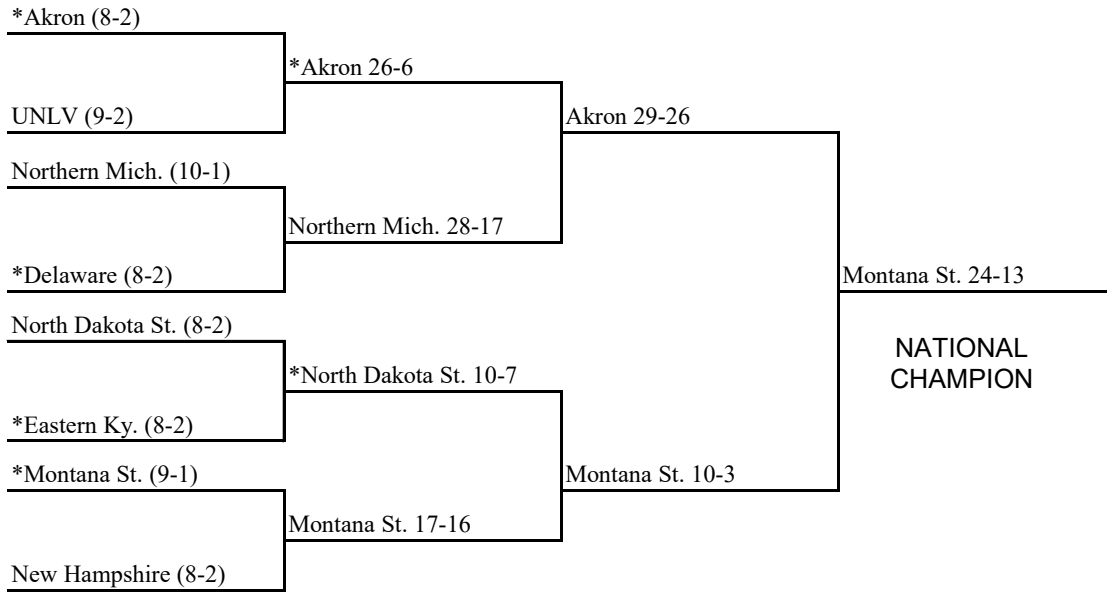 *Akron (8-2)
*Akron 26-6
UNLV (9-2)
Akron 29-26
Northern Mich. (10-1)
Northern Mich. 28-17
*Delaware (8-2)
Montana St. 24-13
North Dakota St. (8-2)
NATIONAL
CHAMPION
*North Dakota St. 10-7
*Eastern Ky. (8-2)
*Montana St. (9-1)
Montana St. 10-3
Montana St. 17-16
New Hampshire (8-2)